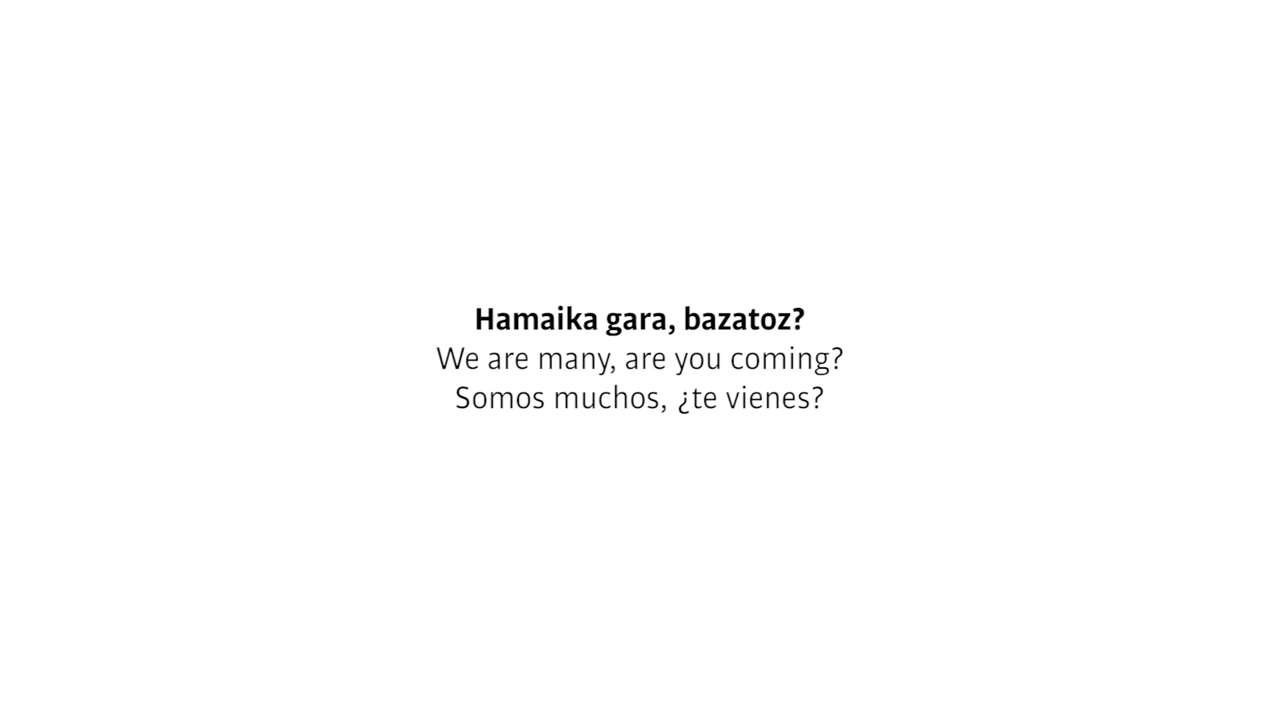 Hamaika gara, bazatoz?
We are many, are you coming?
Somos muchos, ¿te vienes?